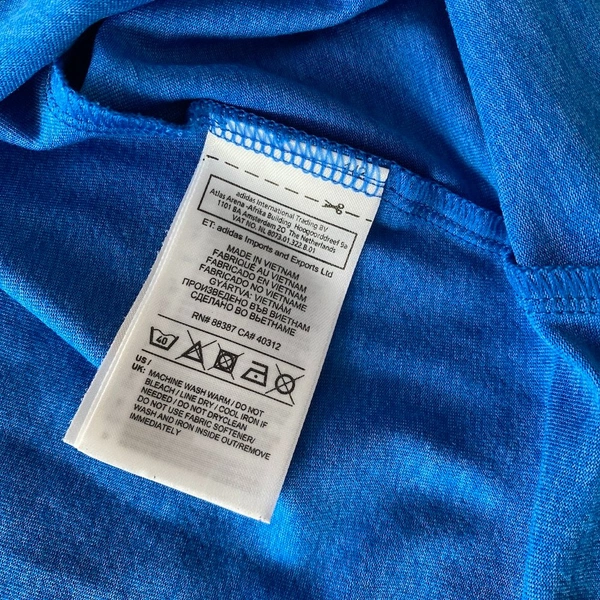 adidas International Trading BV
Atlas Arena -Afrika Building Hoogoorddreef 9a
1101 BA Amsterdam ZO The Netherlands
VAT NO. NL 8073.01.322.B.01
ET: adidas Imports and Exports Ltd
MADE IN VIETNAM
FABRIQUÉ AU VIETNAM
FABRICADO EN VIETNAM
FABRICADO NO VIETNAME
GYÁRTVA: VIETNÁM
ПРОИЗВЕДЕНО ВЪВ ВИЕТНАМ
СДЕЛАНО ВО ВЬЕТНАМЕ
RN# 88387 CA# 40312
40
US /
UK: MACHINE WASH WARM / DO NOT
BLEACH / LINE DRY / COOL IRON IF
NEEDED / DO NOT DRYCLEAN
DO NOT USE FABRIC SOFTENER/
WASH AND IRON INSIDE OUT/REMOVE
IMMEDIATELY